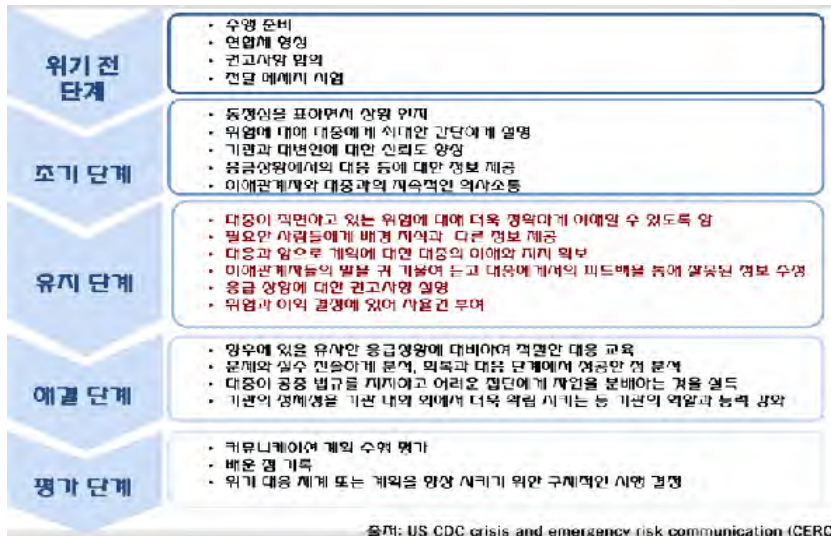 위기 전
단계
• 수행 준비
• 연합체 형성
• 권고사항 합의
• 전달 메세지 시험
초기 단계
• 동정심을 표하면서 상황 인지
• 위험에 대해 대중에게 최대한 간단하게 설명
• 기관과 대변인에 대한 신뢰도 향상
• 응급상황에서의 대응 등에 대한 정보 제공
• 이해관계자와 대중과의 지속적인 의사소통
유지 단계
• 대중이 직면하고 있는 위험에 대해 더욱 정확하게 이해할 수 있도록 함
• 필요한 사람들에게 배경 지식과 다른 정보 제공
• 대응과 앞으로 계획에 대한 대중의 이해와 지지 확보
• 이해관계자들의 말을 귀 기울여 듣고 대중에게서의 피드백을 통해 잘못된 정보 수정
• 응급 상황에 대한 권고사항 설명
• 위험과 이익 결정에 있어 부여
해결 단계
• 향후에 있을 유사한 응급상황에 대비하여 적절한 대응 교육
• 문제와 실수 진솔하게 분석, 회복과 대응 단계에서 성공한 점 분석
• 대중이 공중 법규를 지지하고 어려운 집단에게 자원을 분배하는 것을 설득
• 기관의 정체성을 기관 내외 외에서 더욱 확립 시키는 등 기관의 역할과 능력 강화
평가 단계
• 커뮤니케이션 계획 수행 평가
• 배운 점 기록
• 위기 대응 체계 또는 계획을 향상 시키기 위한 구체적인 시행 결정
출처: US CDC crisis and emergency risk communication (CERC